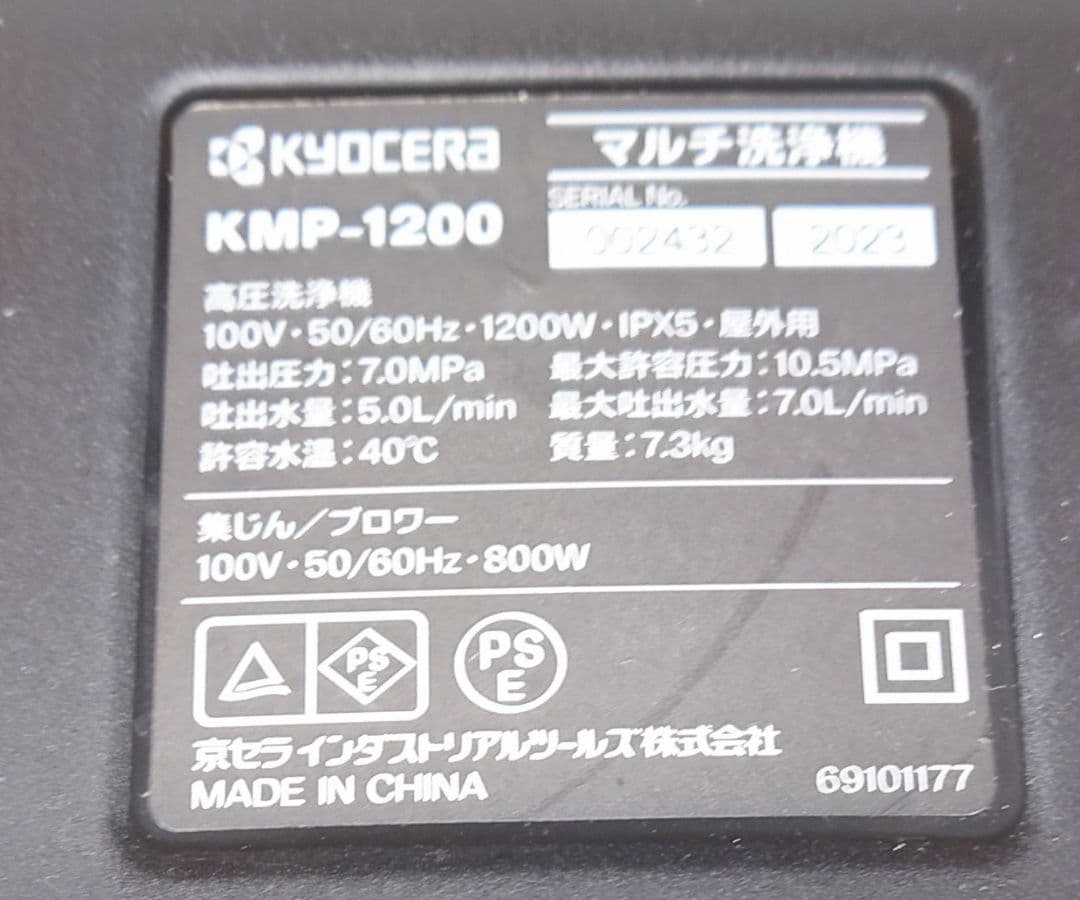 KYOCERA
マルチ洗浄機
KMP-1200
SERIAL No.
002432 2023
高圧洗浄機
100V・50/60Hz・1200W・IPX5・屋外用
吐出圧力：7.0MPa 最大許容圧力：10.5MPa
吐出水量：5.0L/min 最大吐出水量：7.0L/min
許容水温：40℃ 質量：7.3kg
集じん／ブロワー
100V・50/60Hz・800W
PS
E
PS
E
京セラインダストリアルツールズ株式会社
MADE IN CHINA
69101177